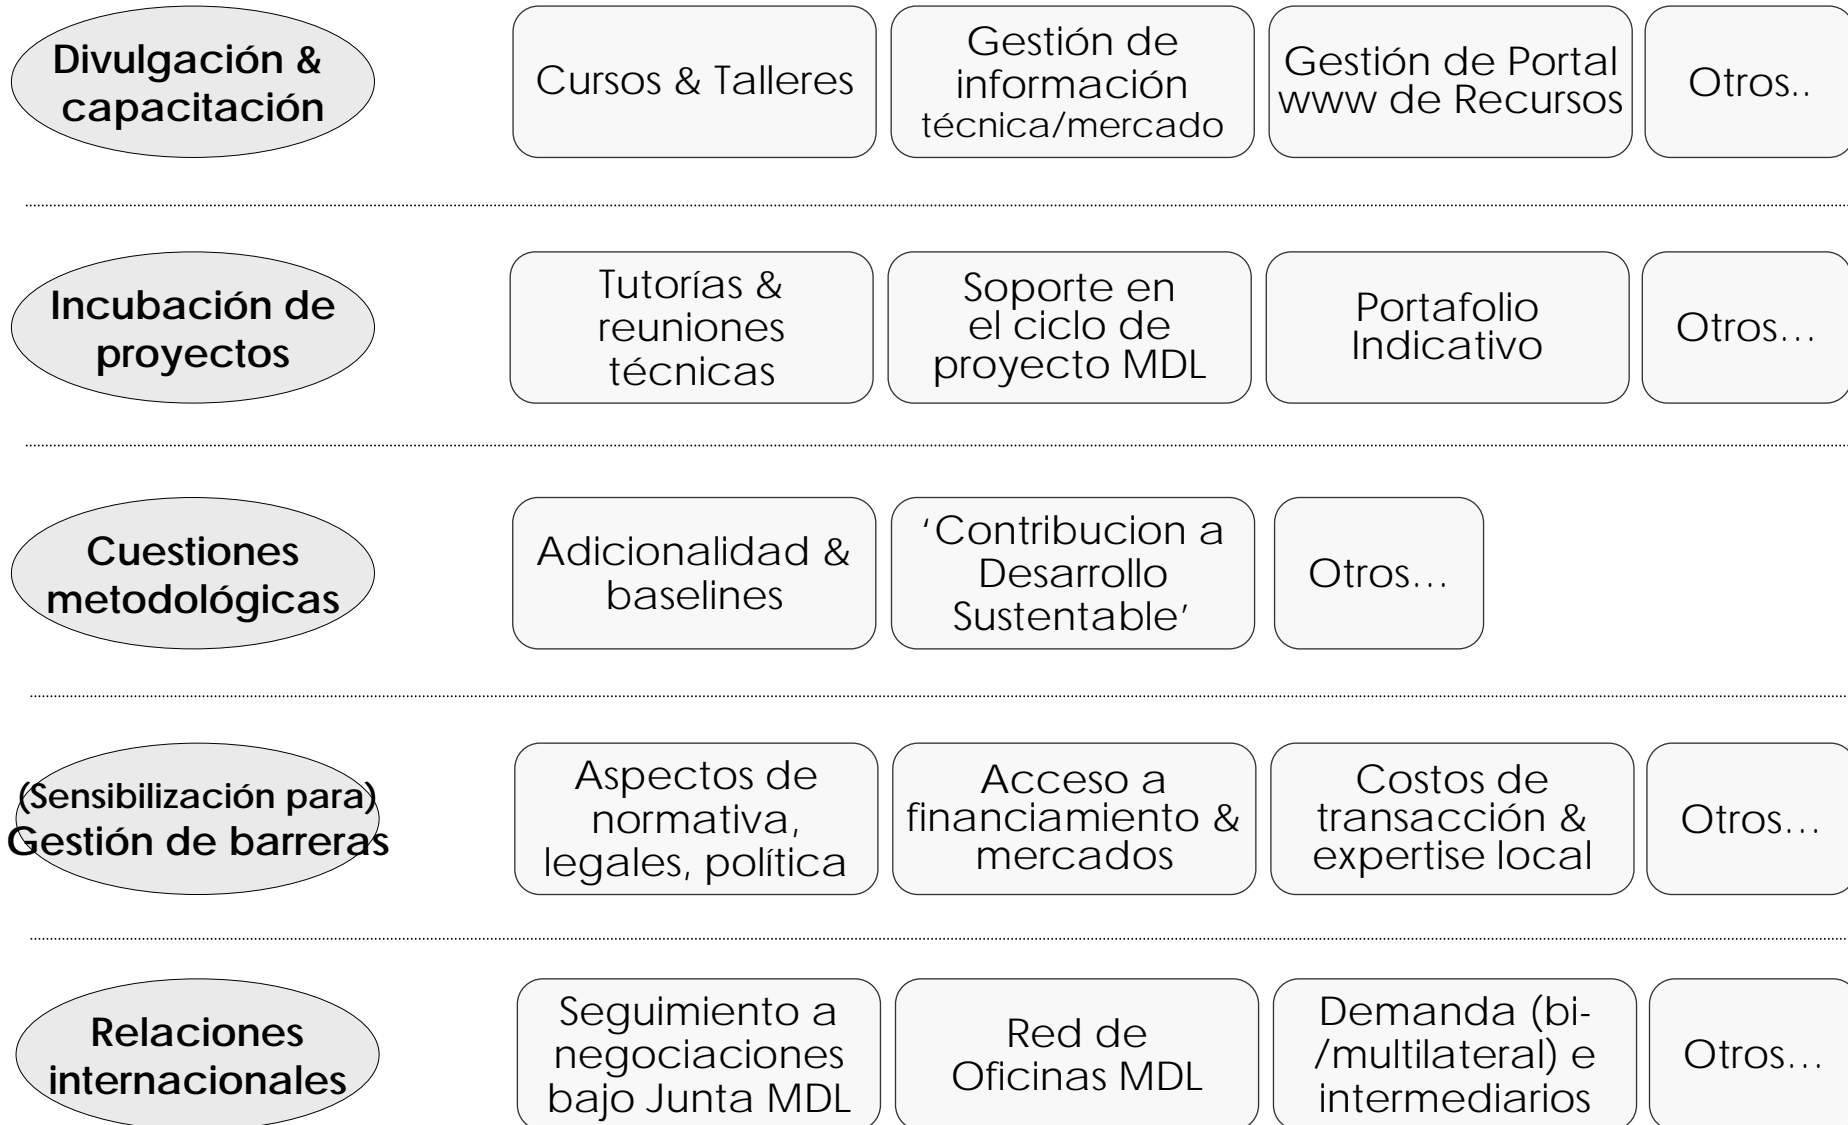 Divulgación &
capacitación
Cursos & Talleres
Gestión de
información
técnica/mercado
Gestión de Portal
www de Recursos
Otros..
Incubación de
proyectos
Tutorías &
reuniones
técnicas
Soporte en
el ciclo de
proyecto MDL
Portafolio
Indicativo
Otros...
Cuestiones
metodológicas
Adicionalidad &
baselines
‘Contribucion a
Desarrollo
Sustentable’
Otros...
(Sensibilización para)
Gestión de barreras
Aspectos de
normativa,
legales, política
Acceso a
financiamiento &
mercados
Costos de
transacción &
expertise local
Otros...
Relaciones
internacionales
Seguimiento a
negociaciones
bajo Junta MDL
Red de
Oficinas MDL
Demanda (bi-
/multilateral) e
intermediarios
Otros...